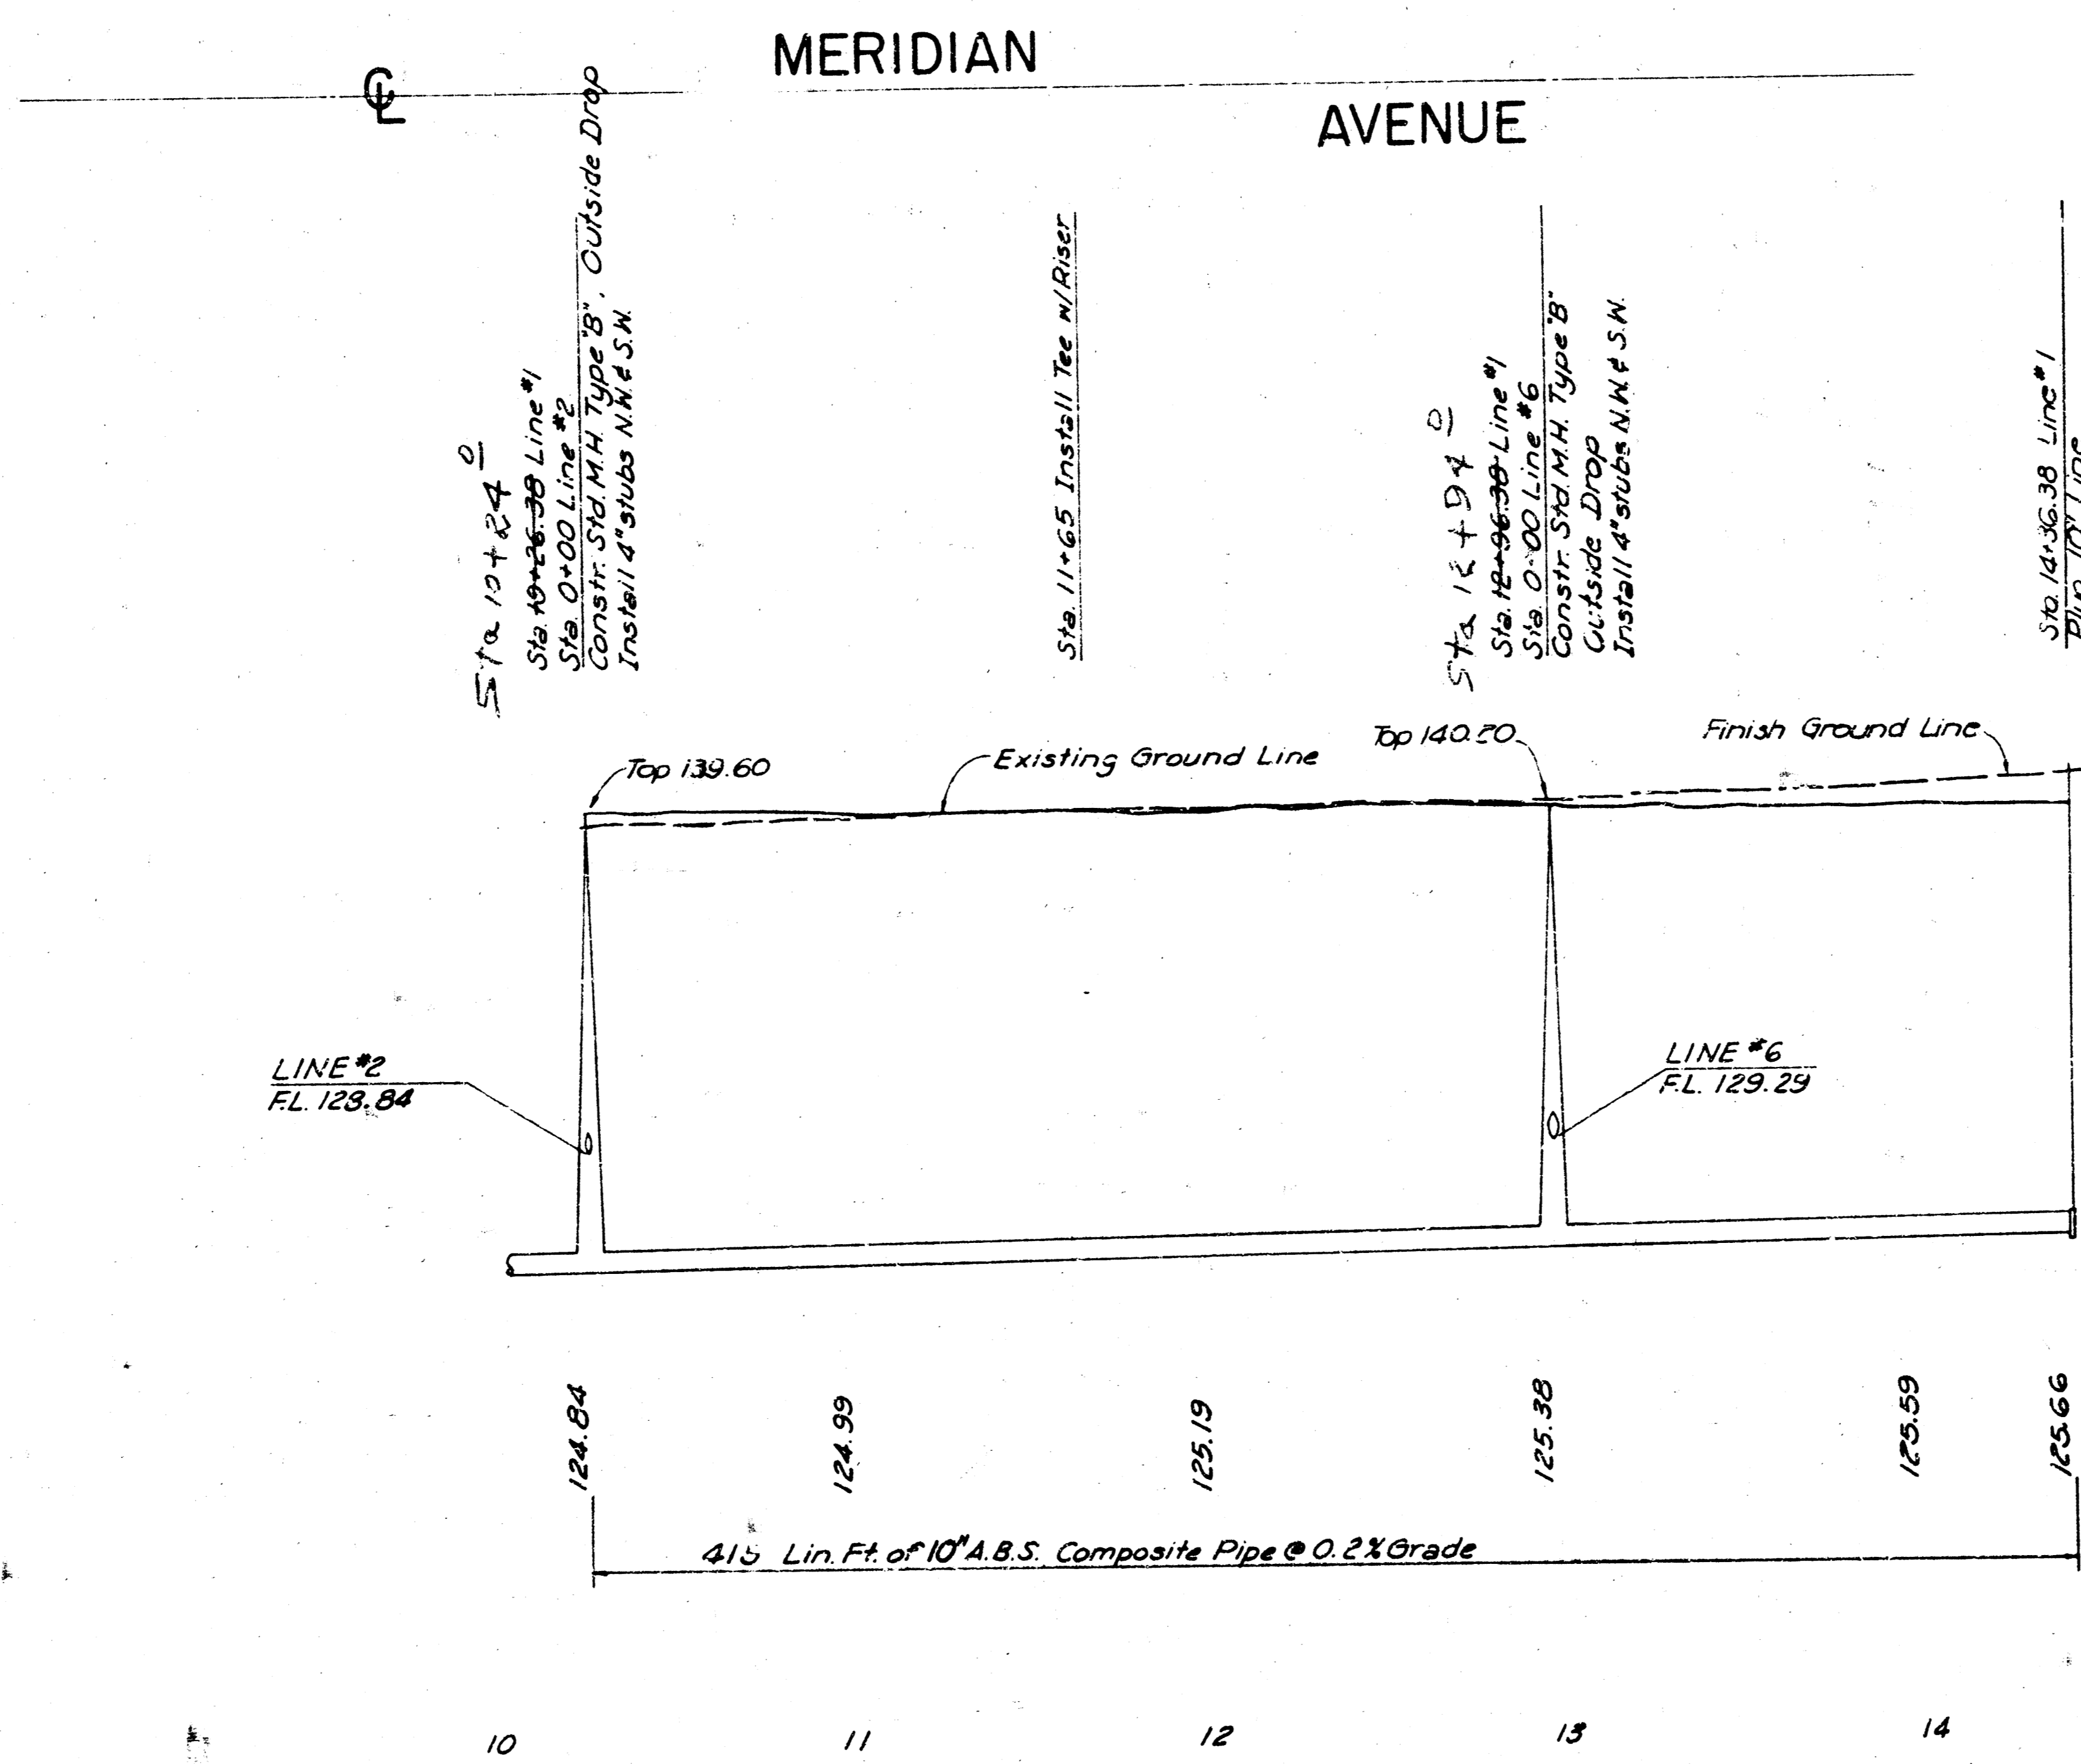 MERIDIAN
AVENUE
℄
Sta 10+24 0
Sta. 10+26.38 Line #1
Sta. 0+00 Line #2
Constr. Std. M.H. Type "B", Outside Drop
Install 4" stubs N.W. & S.W.
Sta. 11+65 Install Tee w/Riser
Sta 12+94 0
Sta. 12+96.38 Line #1
Sta. 0+00 Line #6
Constr. Std. M.H. Type "B"
Outside Drop
Install 4" stubs N.W. & S.W.
Sta. 14+36.38 Line #1
Plug 10" Line
Top 139.60
Existing Ground Line
Top 140.20
Finish Ground Line
LINE #2
F.L. 128.84
LINE #6
F.L. 129.29
124.84
124.99
125.19
125.38
125.59
125.66
415 Lin. Ft. of 10" A.B.S. Composite Pipe @ 0.2% Grade
10
11
12
13
14